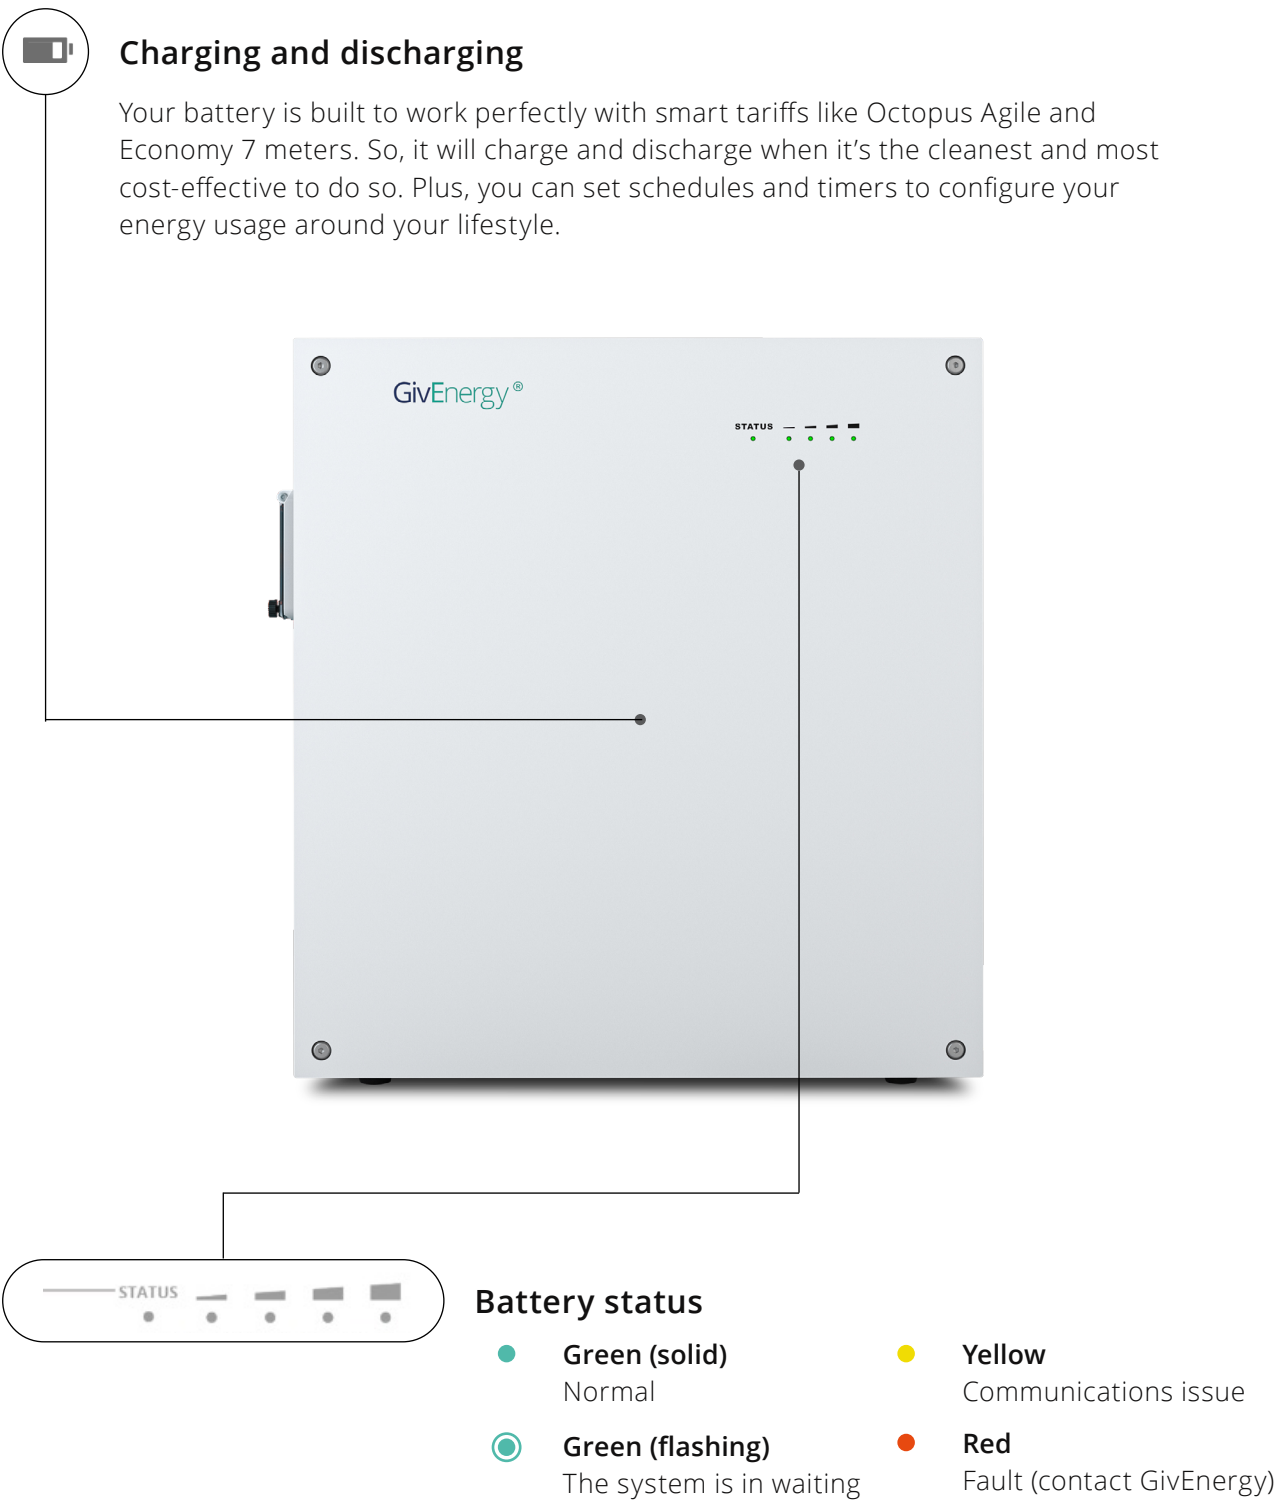 Charging and discharging
Your battery is built to work perfectly with smart tariffs like Octopus Agile and
Economy 7 meters. So, it will charge and discharge when it’s the cleanest and most
cost-effective to do so. Plus, you can set schedules and timers to configure your
energy usage around your lifestyle.
GivEnergy®
STATUS
STATUS
Battery status
Green (solid)
Normal
Green (flashing)
The system is in waiting
Yellow
Communications issue
Red
Fault (contact GivEnergy)